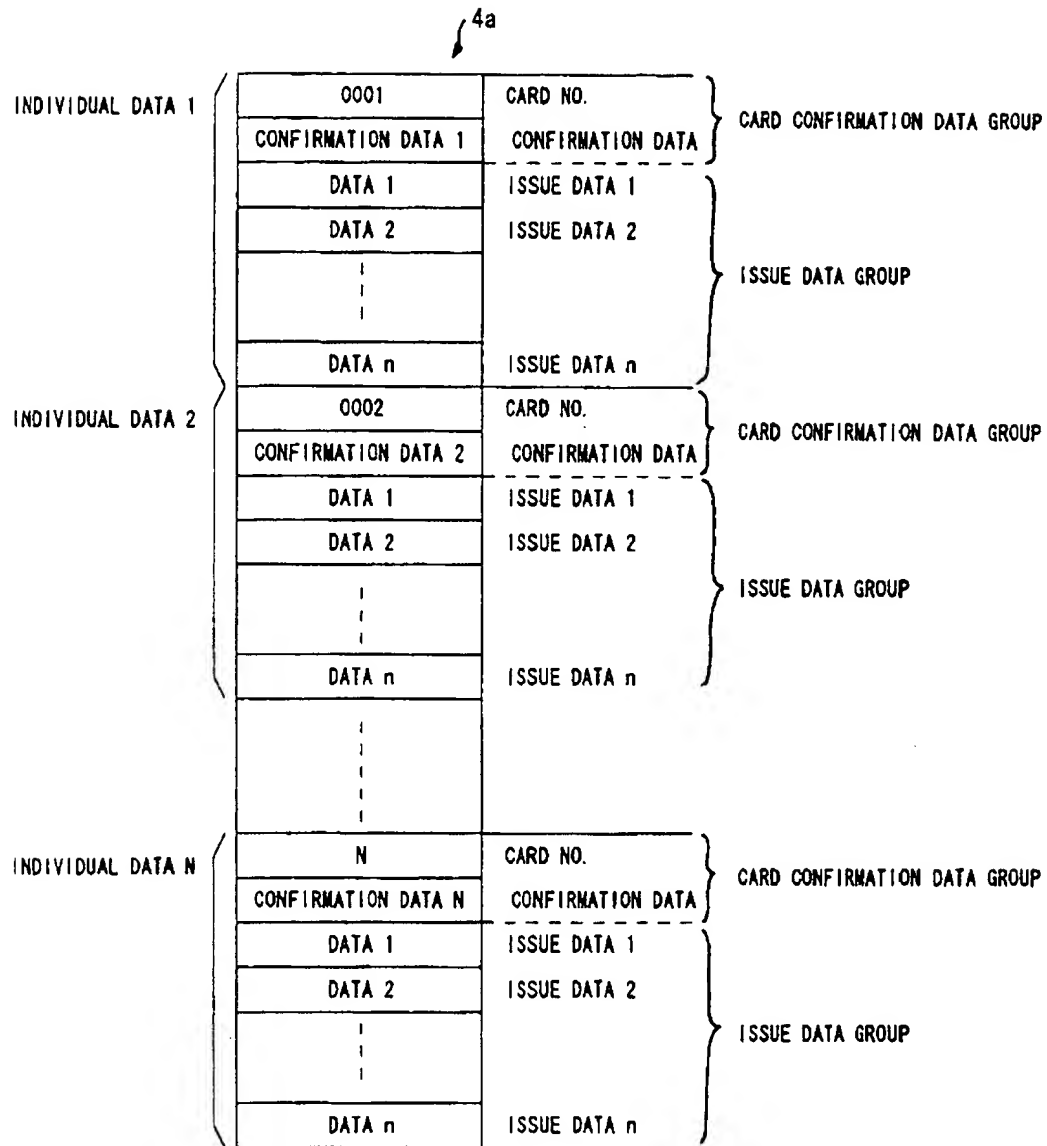 4a
INDIVIDUAL DATA 1
0001 CARD NO.
CARD CONFIRMATION DATA GROUP
CONFIRMATION DATA 1 CONFIRMATION DATA
DATA 1 ISSUE DATA 1
DATA 2 ISSUE DATA 2
ISSUE DATA GROUP
DATA n ISSUE DATA n
INDIVIDUAL DATA 2
0002 CARD NO.
CARD CONFIRMATION DATA GROUP
CONFIRMATION DATA 2 CONFIRMATION DATA
DATA 1 ISSUE DATA 1
DATA 2 ISSUE DATA 2
ISSUE DATA GROUP
DATA n ISSUE DATA n
INDIVIDUAL DATA N
N CARD NO.
CARD CONFIRMATION DATA GROUP
CONFIRMATION DATA N CONFIRMATION DATA
DATA 1 ISSUE DATA 1
DATA 2 ISSUE DATA 2
ISSUE DATA GROUP
DATA n ISSUE DATA n